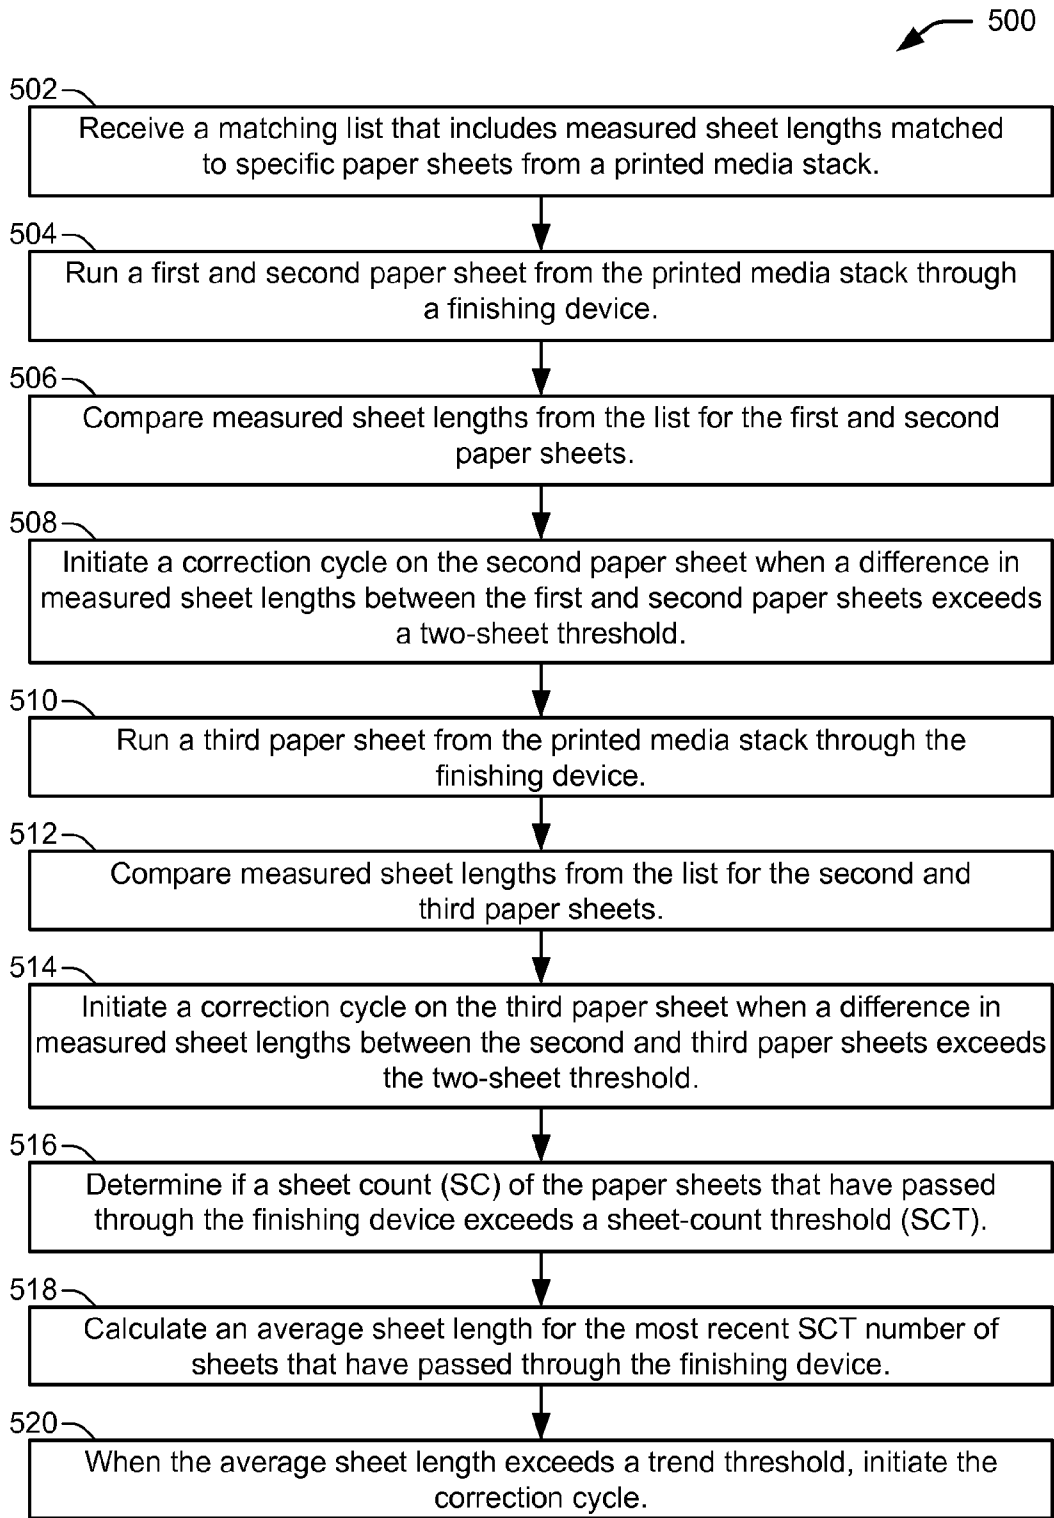 500
502
Receive a matching list that includes measured sheet lengths matched
to specific paper sheets from a printed media stack.
504
Run a first and second paper sheet from the printed media stack through
a finishing device.
506
Compare measured sheet lengths from the list for the first and second
paper sheets.
508
Initiate a correction cycle on the second paper sheet when a difference in
measured sheet lengths between the first and second paper sheets exceeds
a two-sheet threshold.
510
Run a third paper sheet from the printed media stack through the
finishing device.
512
Compare measured sheet lengths from the list for the second and
third paper sheets.
514
Initiate a correction cycle on the third paper sheet when a difference in
measured sheet lengths between the second and third paper sheets exceeds
the two-sheet threshold.
516
Determine if a sheet count (SC) of the paper sheets that have passed
through the finishing device exceeds a sheet-count threshold (SCT).
518
Calculate an average sheet length for the most recent SCT number of
sheets that have passed through the finishing device.
520
When the average sheet length exceeds a trend threshold, initiate the
correction cycle.